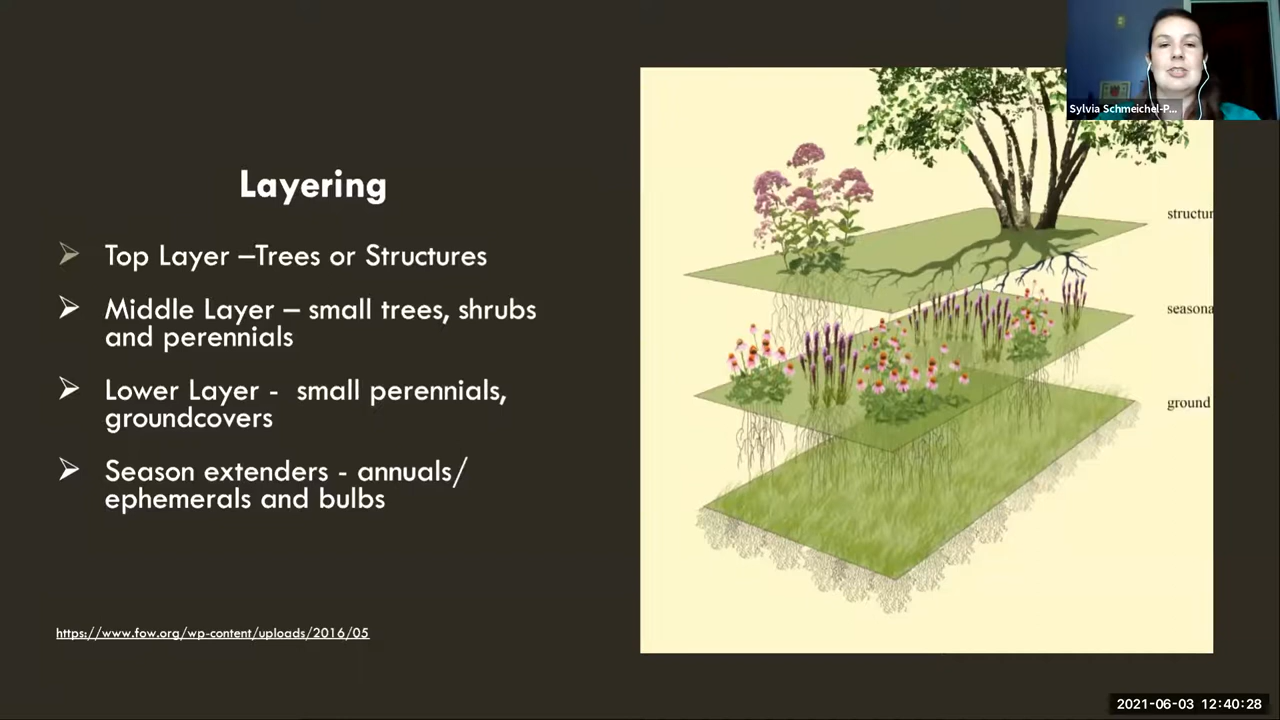 Sylvia Schmeichel-P...
Layering
Top Layer –Trees or Structures
Middle Layer – small trees, shrubs
and perennials
Lower Layer - small perennials,
groundcovers
Season extenders - annuals/
ephemerals and bulbs
structur
seasona
ground
https://www.fow.org/wp-content/uploads/2016/05
2021-06-03 12:40:28